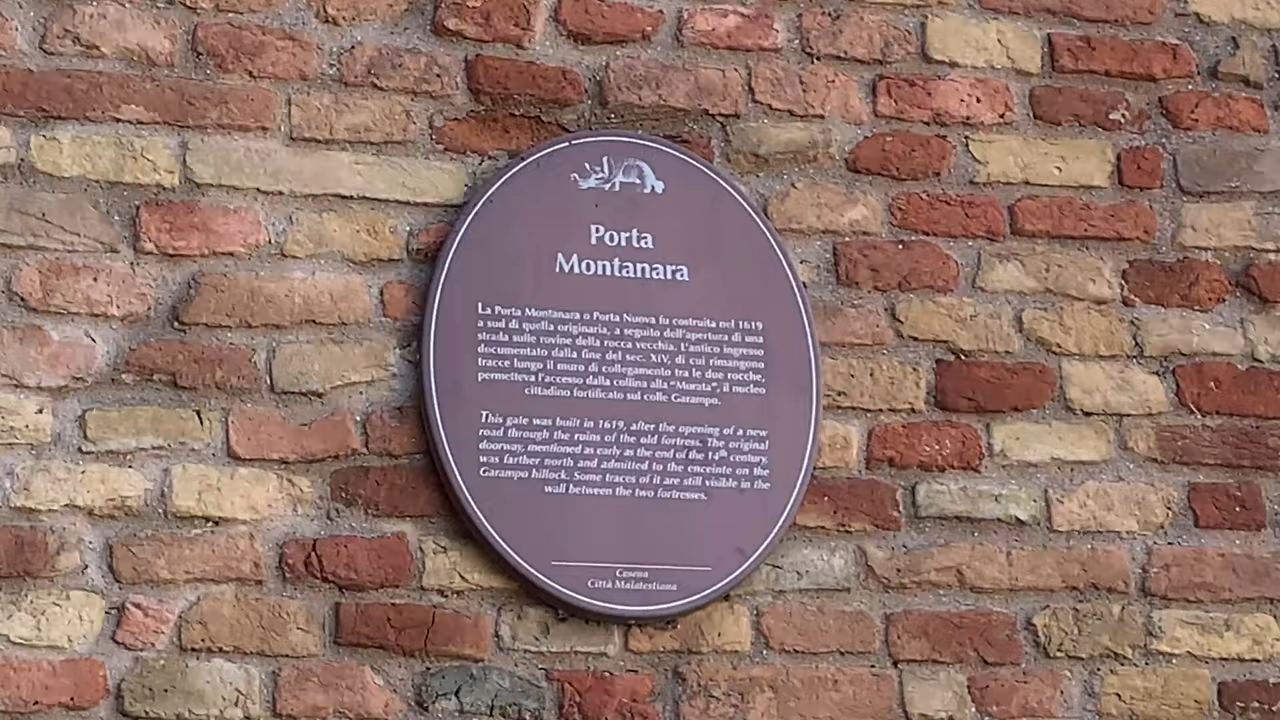 Porta
Montanara
La Porta Montanara o Porta Nuova fu costruita nel 1619
a sud di quella originaria, a seguito dell'apertura di una
strada sulle rovine della rocca vecchia. L'antico ingresso
documentato dalla fine del sec. XIV, di cui rimangono
tracce lungo il muro di collegamento tra le due rocche,
permetteva l'accesso dalla collina alla "Murata", il nucleo
cittadino fortificato sul colle Garampo.
This gate was built in 1619, after the opening of a new
road through the ruins of the old fortress. The original
doorway, mentioned as early as the end of the 14th century,
was farther north and admitted to the enceinte on the
Garampo hillock. Some traces of it are still visible in the
wall between the two fortresses.
Cesena
Città Malatestiana